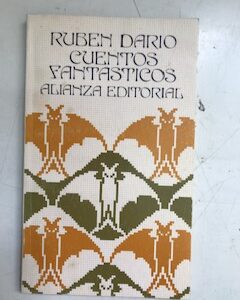 RUBEN DARIO
CUENTOS
FANTASTICOS
ALIANZA EDITORIAL